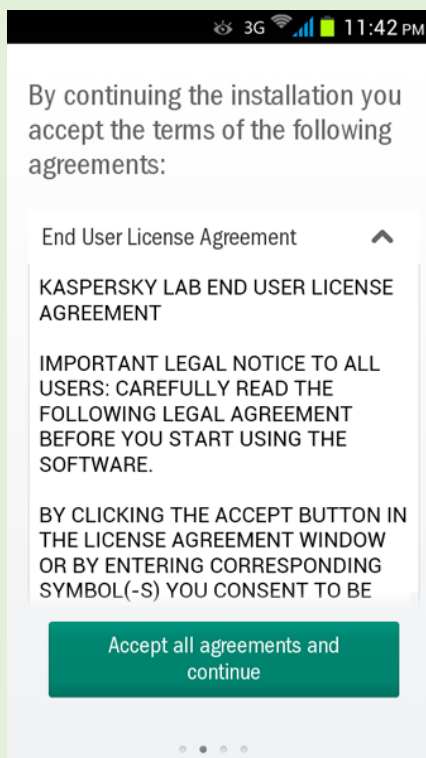 3G 11:42 PM
By continuing the installation you
accept the terms of the following
agreements:
End User License Agreement
KASPERSKY LAB END USER LICENSE
AGREEMENT
IMPORTANT LEGAL NOTICE TO ALL
USERS: CAREFULLY READ THE
FOLLOWING LEGAL AGREEMENT
BEFORE YOU START USING THE
SOFTWARE.
BY CLICKING THE ACCEPT BUTTON IN
THE LICENSE AGREEMENT WINDOW
OR BY ENTERING CORRESPONDING
SYMBOL(-S) YOU CONSENT TO BE
Accept all agreements and
continue